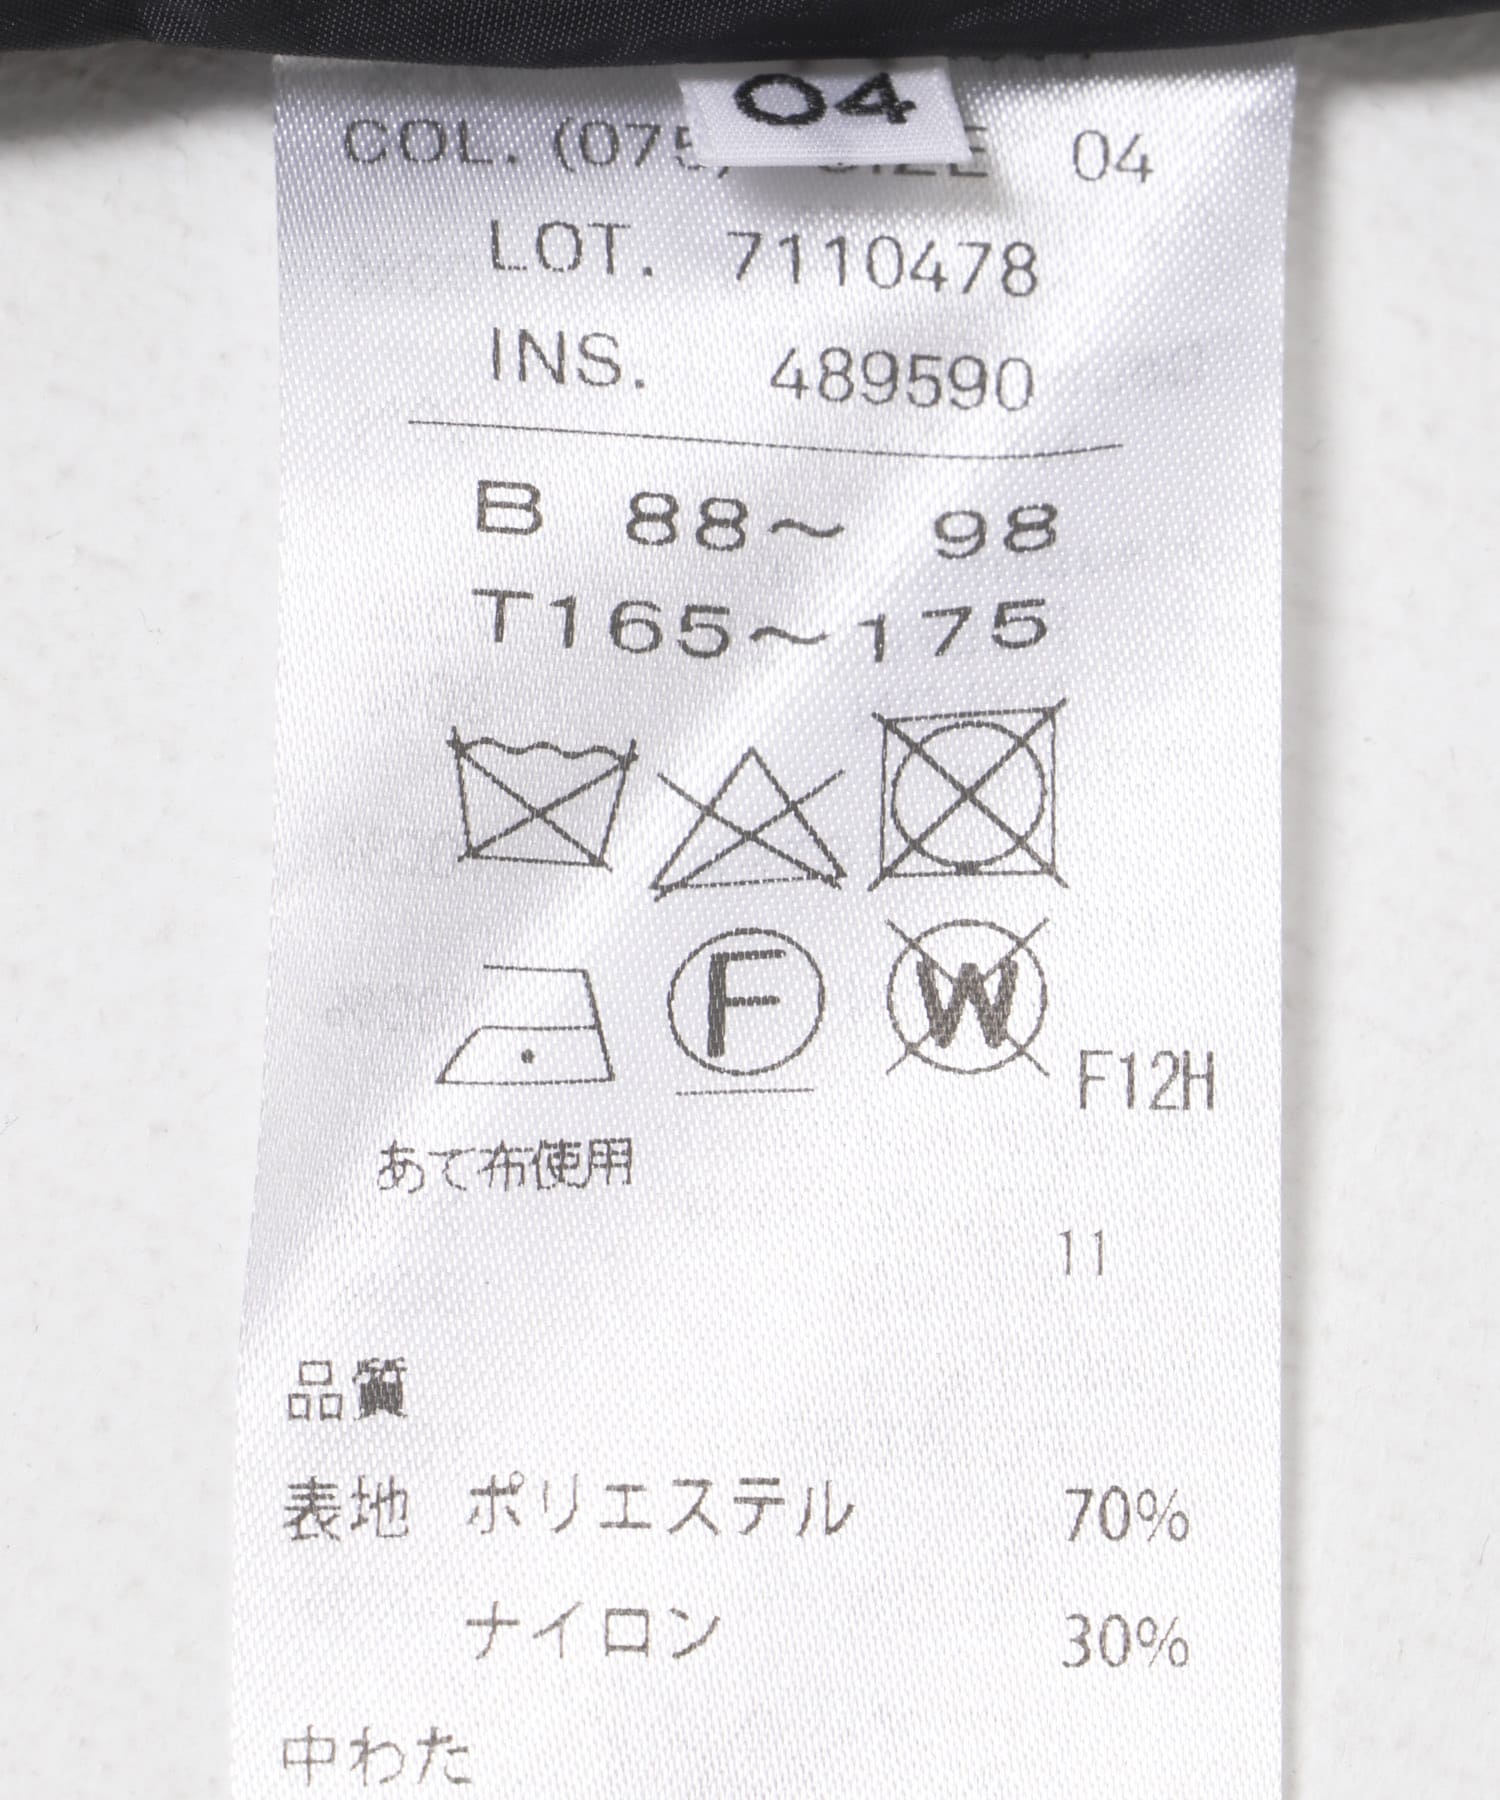 04
COL. (075) SIZE 04
LOT. 7110478
INS. 489590
B 88～ 98
T165～175
F W
F12H
あて布使用
11
品質
表地 ポリエステル 70%
ナイロン 30%
中わた